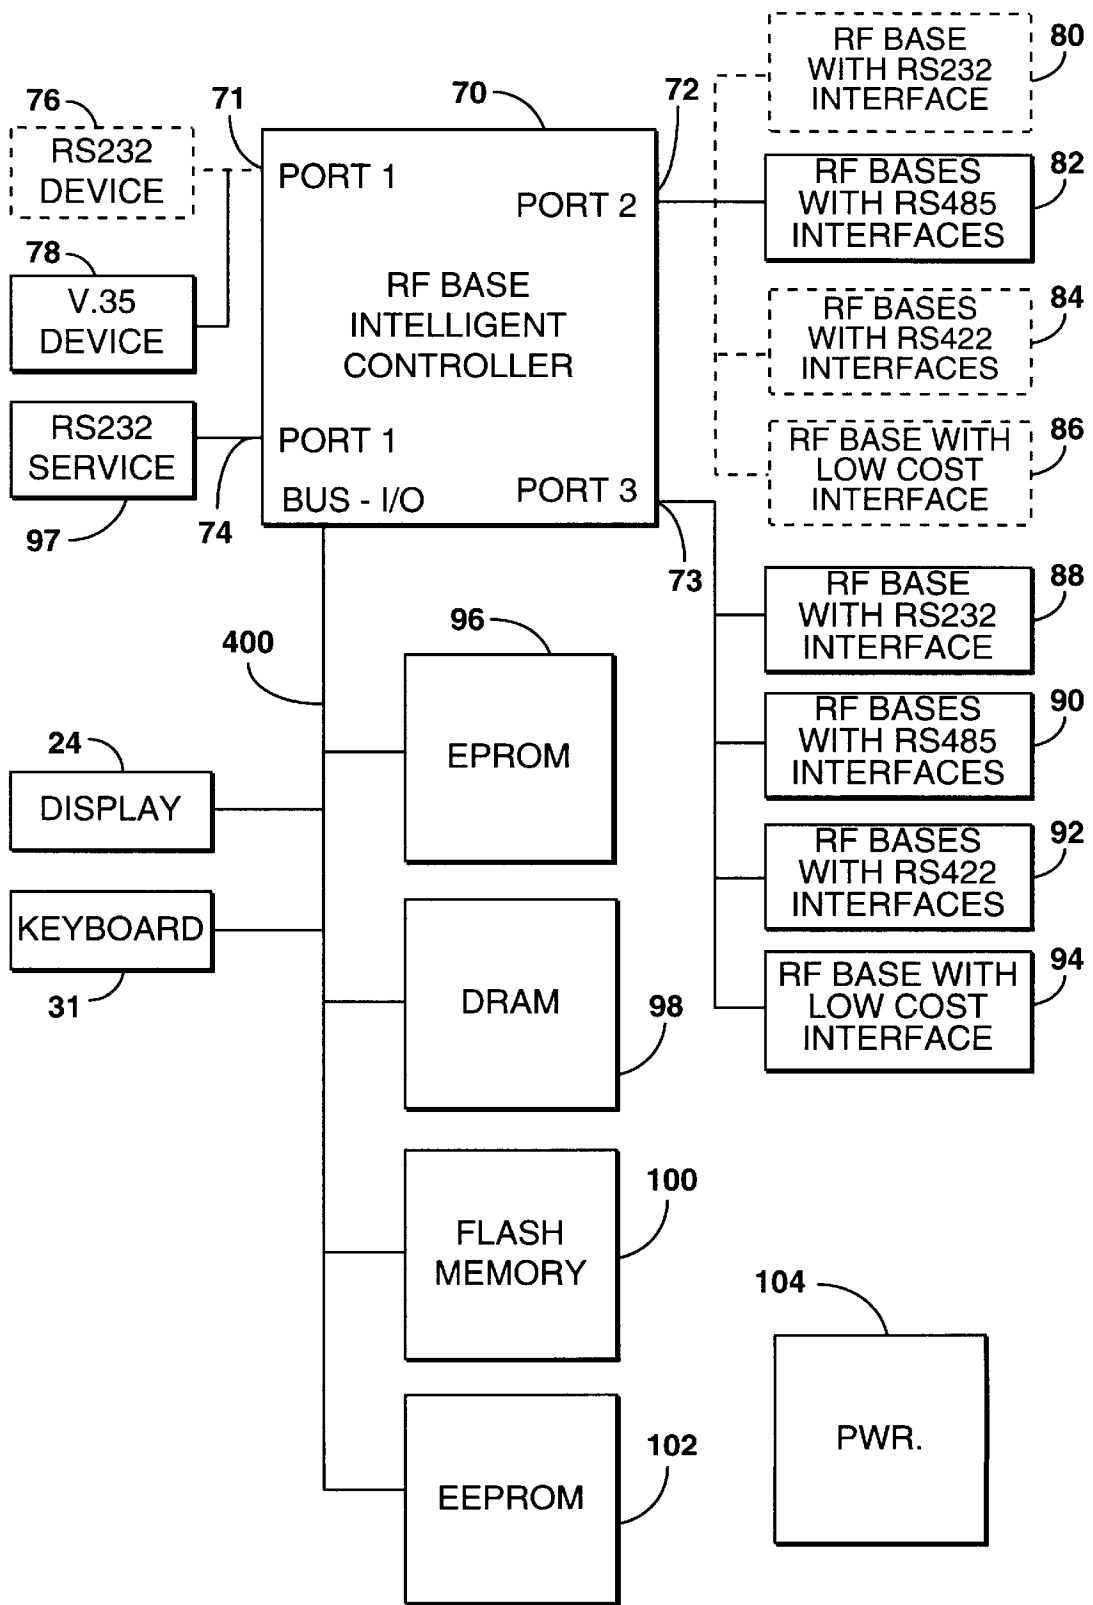 80
RF BASE
WITH RS232
INTERFACE
76
71
70
72
RS232
DEVICE
PORT 1
PORT 2
82
RF BASES
WITH RS485
INTERFACES
78
V.35
DEVICE
RF BASE
INTELLIGENT
CONTROLLER
84
RF BASES
WITH RS422
INTERFACES
RS232
SERVICE
PORT 1
86
RF BASE WITH
LOW COST
INTERFACE
BUS - I/O
PORT 3
97
74
73
88
RF BASE
WITH RS232
INTERFACE
400
96
EPROM
90
RF BASES
WITH RS485
INTERFACES
24
DISPLAY
92
RF BASES
WITH RS422
INTERFACES
KEYBOARD
31
94
RF BASE WITH
LOW COST
INTERFACE
DRAM
98
FLASH
MEMORY
100
104
PWR.
EEPROM
102